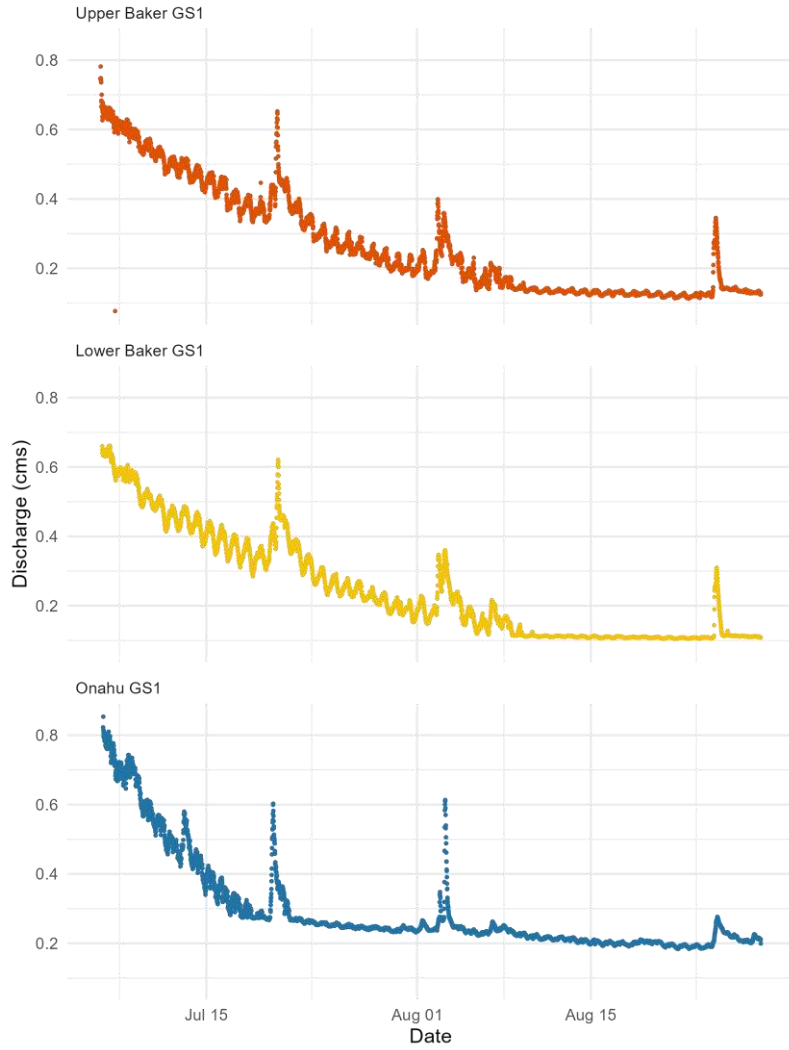 Upper Baker GS1
0.8
0.6
0.4
0.2
Lower Baker GS1
0.8
0.6
0.4
0.2
Discharge (cms)
Onahu GS1
0.8
0.6
0.4
0.2
Jul 15 Aug 01 Aug 15
Date